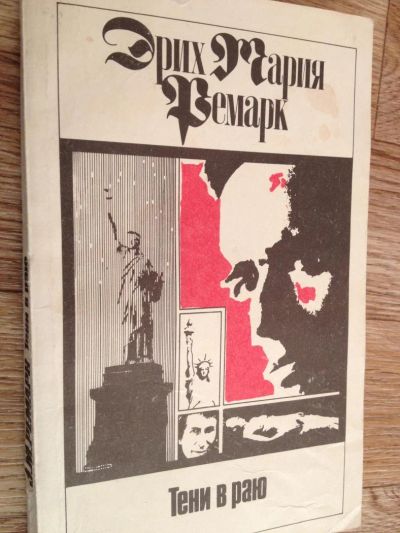 Эрих Мария
Ремарк
Тени в раю